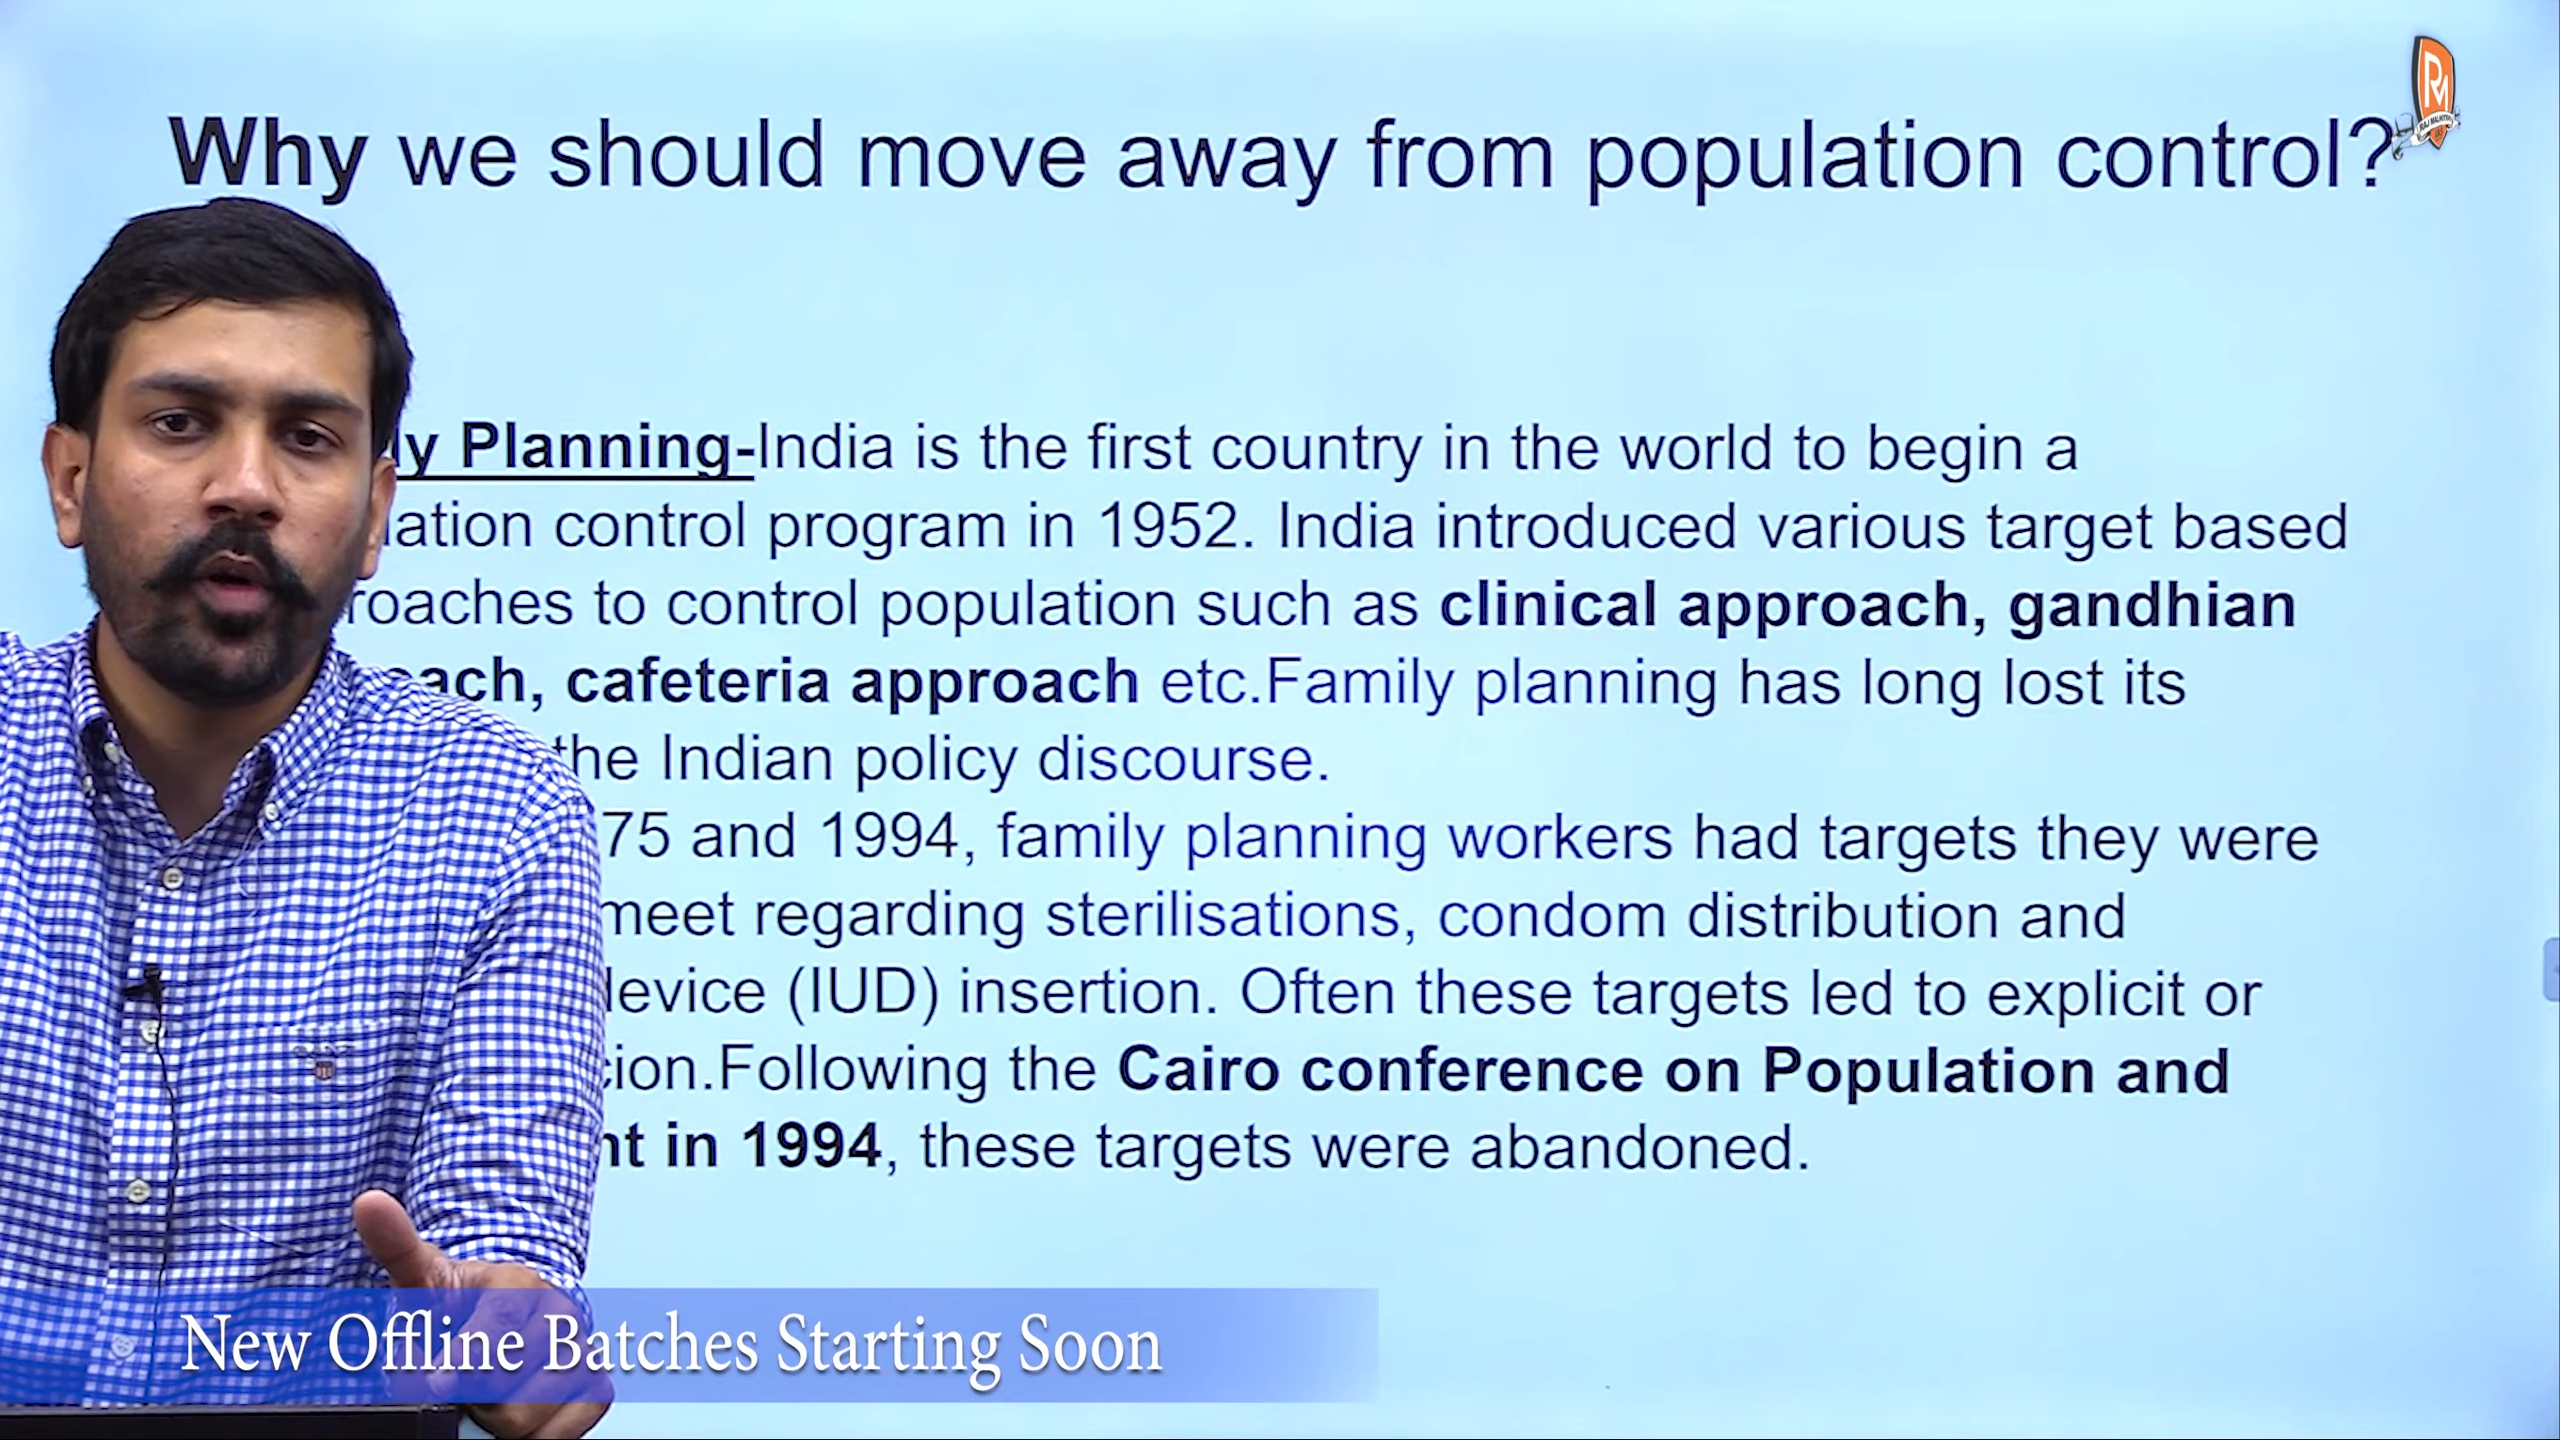 Why we should move away from population control?
RAJ MALHOTRA
IAS
ly Planning-India is the first country in the world to begin a
lation control program in 1952. India introduced various target based
roaches to control population such as clinical approach, gandhian
ach, cafeteria approach etc.Family planning has long lost its
the Indian policy discourse.
75 and 1994, family planning workers had targets they were
meet regarding sterilisations, condom distribution and
device (IUD) insertion. Often these targets led to explicit or
cion.Following the Cairo conference on Population and
nt in 1994, these targets were abandoned.
New Offline Batches Starting Soon